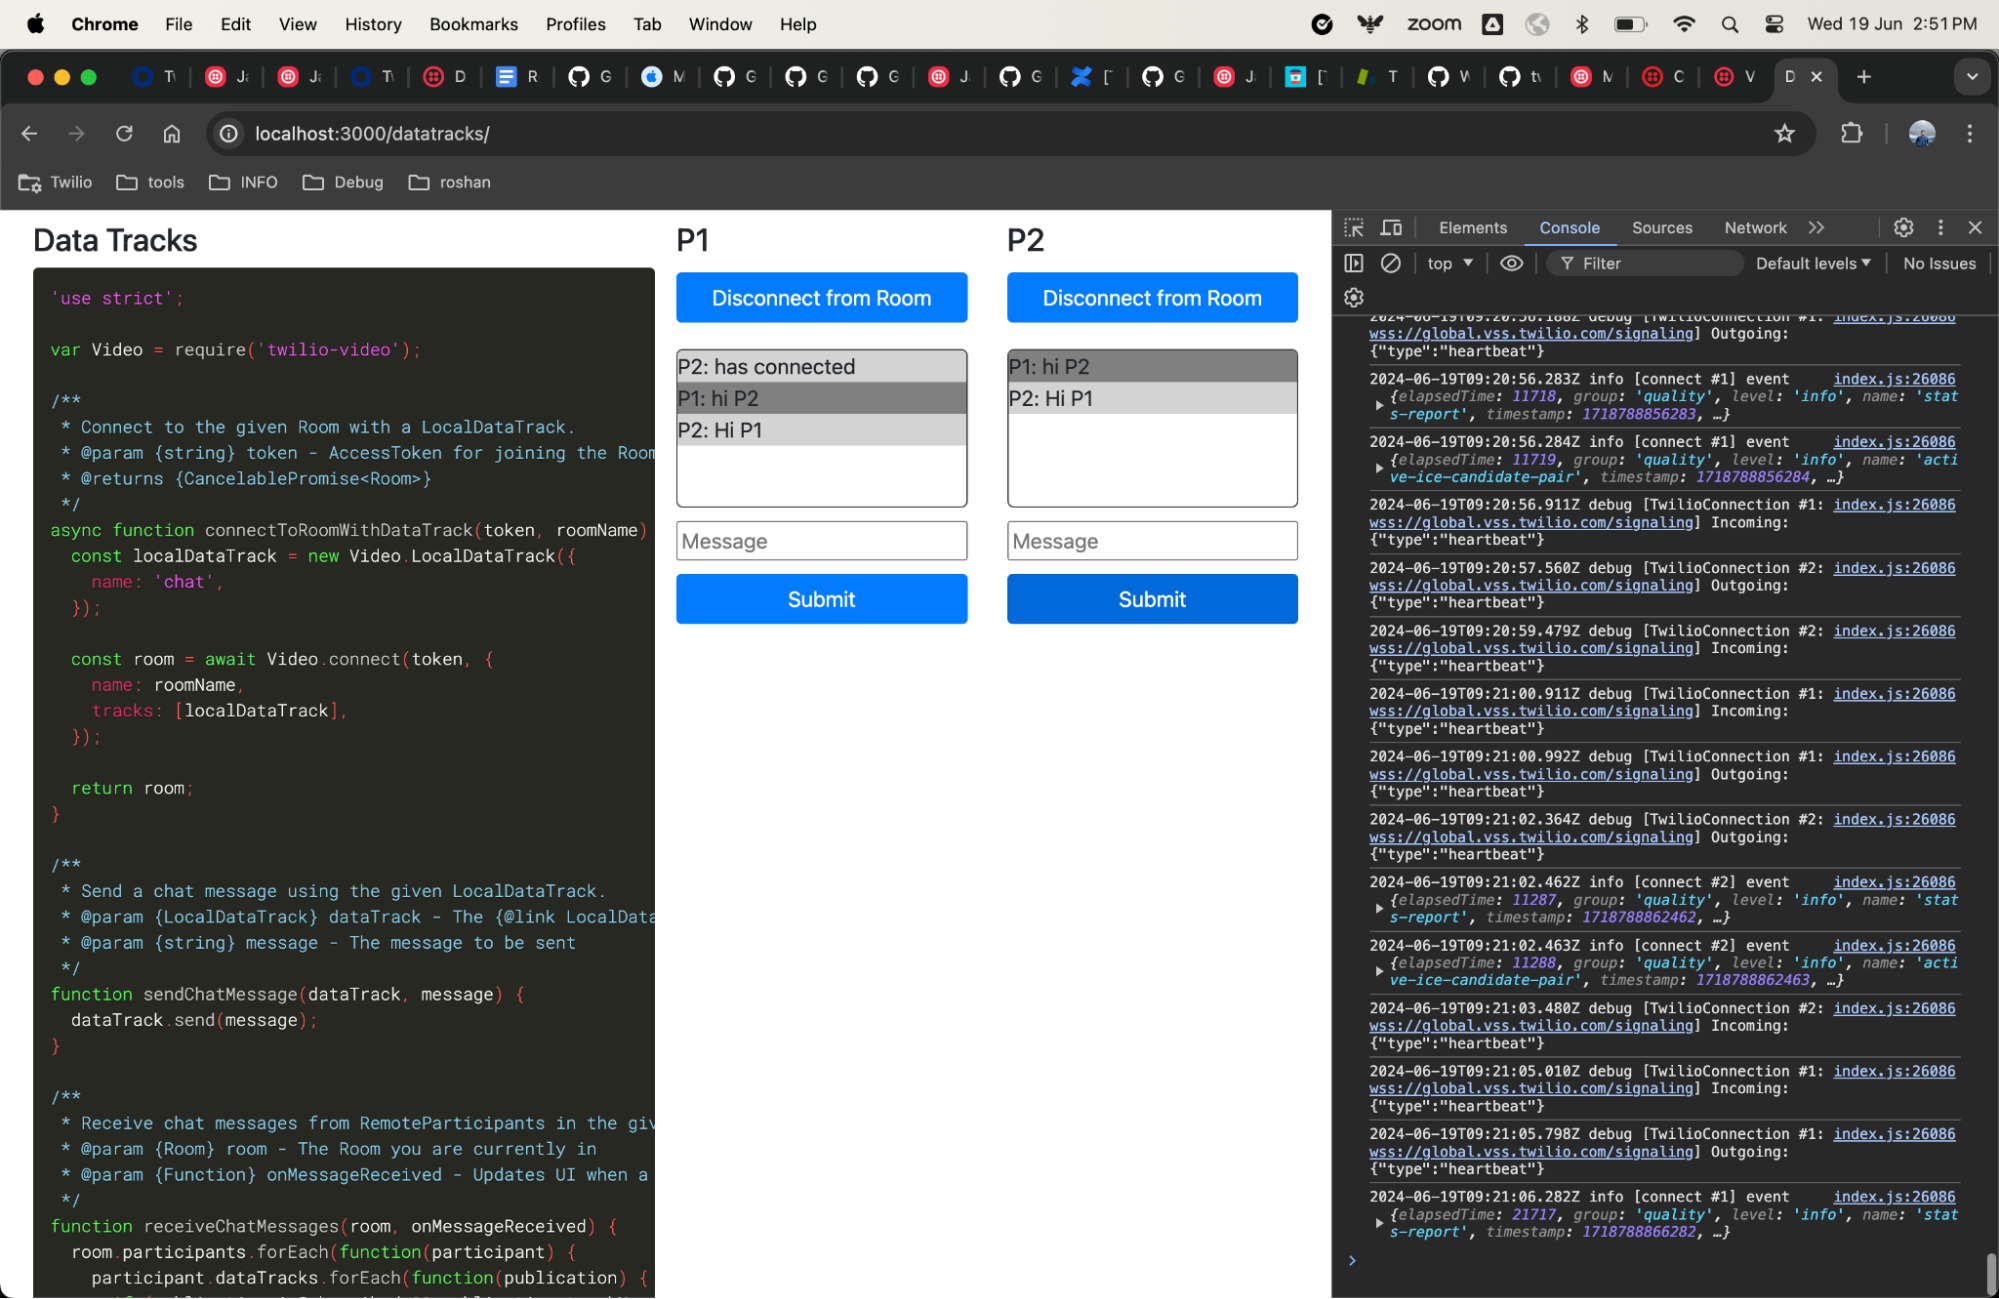 Chrome File Edit View History Bookmarks Profiles Tab Window Help zoom Wed 19 Jun 2:51 PM
D R G M G G G G G T tv M C V D
localhost:3000/datatracks/
Twilio tools INFO Debug roshan
Data Tracks
'use strict';
var Video = require('twilio-video');
/**
* Connect to the given Room with a LocalDataTrack.
* @param {string} token - AccessToken for joining the Room
* @returns {CancelablePromise<Room>}
*/
async function connectToRoomWithDataTrack(token, roomName)
const localDataTrack = new Video.LocalDataTrack({
name: 'chat',
});
const room = await Video.connect(token, {
name: roomName,
tracks: [localDataTrack],
});
return room;
}
/**
* Send a chat message using the given LocalDataTrack.
* @param {LocalDataTrack} dataTrack - The {@link LocalData
* @param {string} message - The message to be sent
*/
function sendChatMessage(dataTrack, message) {
dataTrack.send(message);
}
/**
* Receive chat messages from RemoteParticipants in the giv
* @param {Room} room - The Room you are currently in
* @param {Function} onMessageReceived - Updates UI when a
*/
function receiveChatMessages(room, onMessageReceived) {
room.participants.forEach(function(participant) {
participant.dataTracks.forEach(function(publication) {
P1
Disconnect from Room
P2: has connected
P1: hi P2
P2: Hi P1
Message
Submit
P2
Disconnect from Room
P1: hi P2
P2: Hi P1
Message
Submit
Elements Console Sources Network
top Filter Default levels No Issues
2024-06-19T09:20:56.188Z debug [TwilioConnection #1: index.js:26086
wss://global.vss.twilio.com/signaling] Outgoing:
{"type":"heartbeat"}
2024-06-19T09:20:56.283Z info [connect #1] event index.js:26086
{elapsedTime: 11718, group: 'quality', level: 'info', name: 'stat
s-report', timestamp: 1718788856283, …}
2024-06-19T09:20:56.284Z info [connect #1] event index.js:26086
{elapsedTime: 11719, group: 'quality', level: 'info', name: 'acti
ve-ice-candidate-pair', timestamp: 1718788856284, …}
2024-06-19T09:20:56.911Z debug [TwilioConnection #1: index.js:26086
wss://global.vss.twilio.com/signaling] Incoming:
{"type":"heartbeat"}
2024-06-19T09:20:57.560Z debug [TwilioConnection #2: index.js:26086
wss://global.vss.twilio.com/signaling] Outgoing:
{"type":"heartbeat"}
2024-06-19T09:20:59.479Z debug [TwilioConnection #2: index.js:26086
wss://global.vss.twilio.com/signaling] Incoming:
{"type":"heartbeat"}
2024-06-19T09:21:00.911Z debug [TwilioConnection #1: index.js:26086
wss://global.vss.twilio.com/signaling] Incoming:
{"type":"heartbeat"}
2024-06-19T09:21:00.992Z debug [TwilioConnection #1: index.js:26086
wss://global.vss.twilio.com/signaling] Outgoing:
{"type":"heartbeat"}
2024-06-19T09:21:02.364Z debug [TwilioConnection #2: index.js:26086
wss://global.vss.twilio.com/signaling] Outgoing:
{"type":"heartbeat"}
2024-06-19T09:21:02.462Z info [connect #2] event index.js:26086
{elapsedTime: 11287, group: 'quality', level: 'info', name: 'stat
s-report', timestamp: 1718788862462, …}
2024-06-19T09:21:02.463Z info [connect #2] event index.js:26086
{elapsedTime: 11288, group: 'quality', level: 'info', name: 'acti
ve-ice-candidate-pair', timestamp: 1718788862463, …}
2024-06-19T09:21:03.480Z debug [TwilioConnection #2: index.js:26086
wss://global.vss.twilio.com/signaling] Incoming:
{"type":"heartbeat"}
2024-06-19T09:21:05.010Z debug [TwilioConnection #1: index.js:26086
wss://global.vss.twilio.com/signaling] Incoming:
{"type":"heartbeat"}
2024-06-19T09:21:05.798Z debug [TwilioConnection #1: index.js:26086
wss://global.vss.twilio.com/signaling] Outgoing:
{"type":"heartbeat"}
2024-06-19T09:21:06.282Z info [connect #1] event index.js:26086
{elapsedTime: 21717, group: 'quality', level: 'info', name: 'stat
s-report', timestamp: 1718788866282, …}